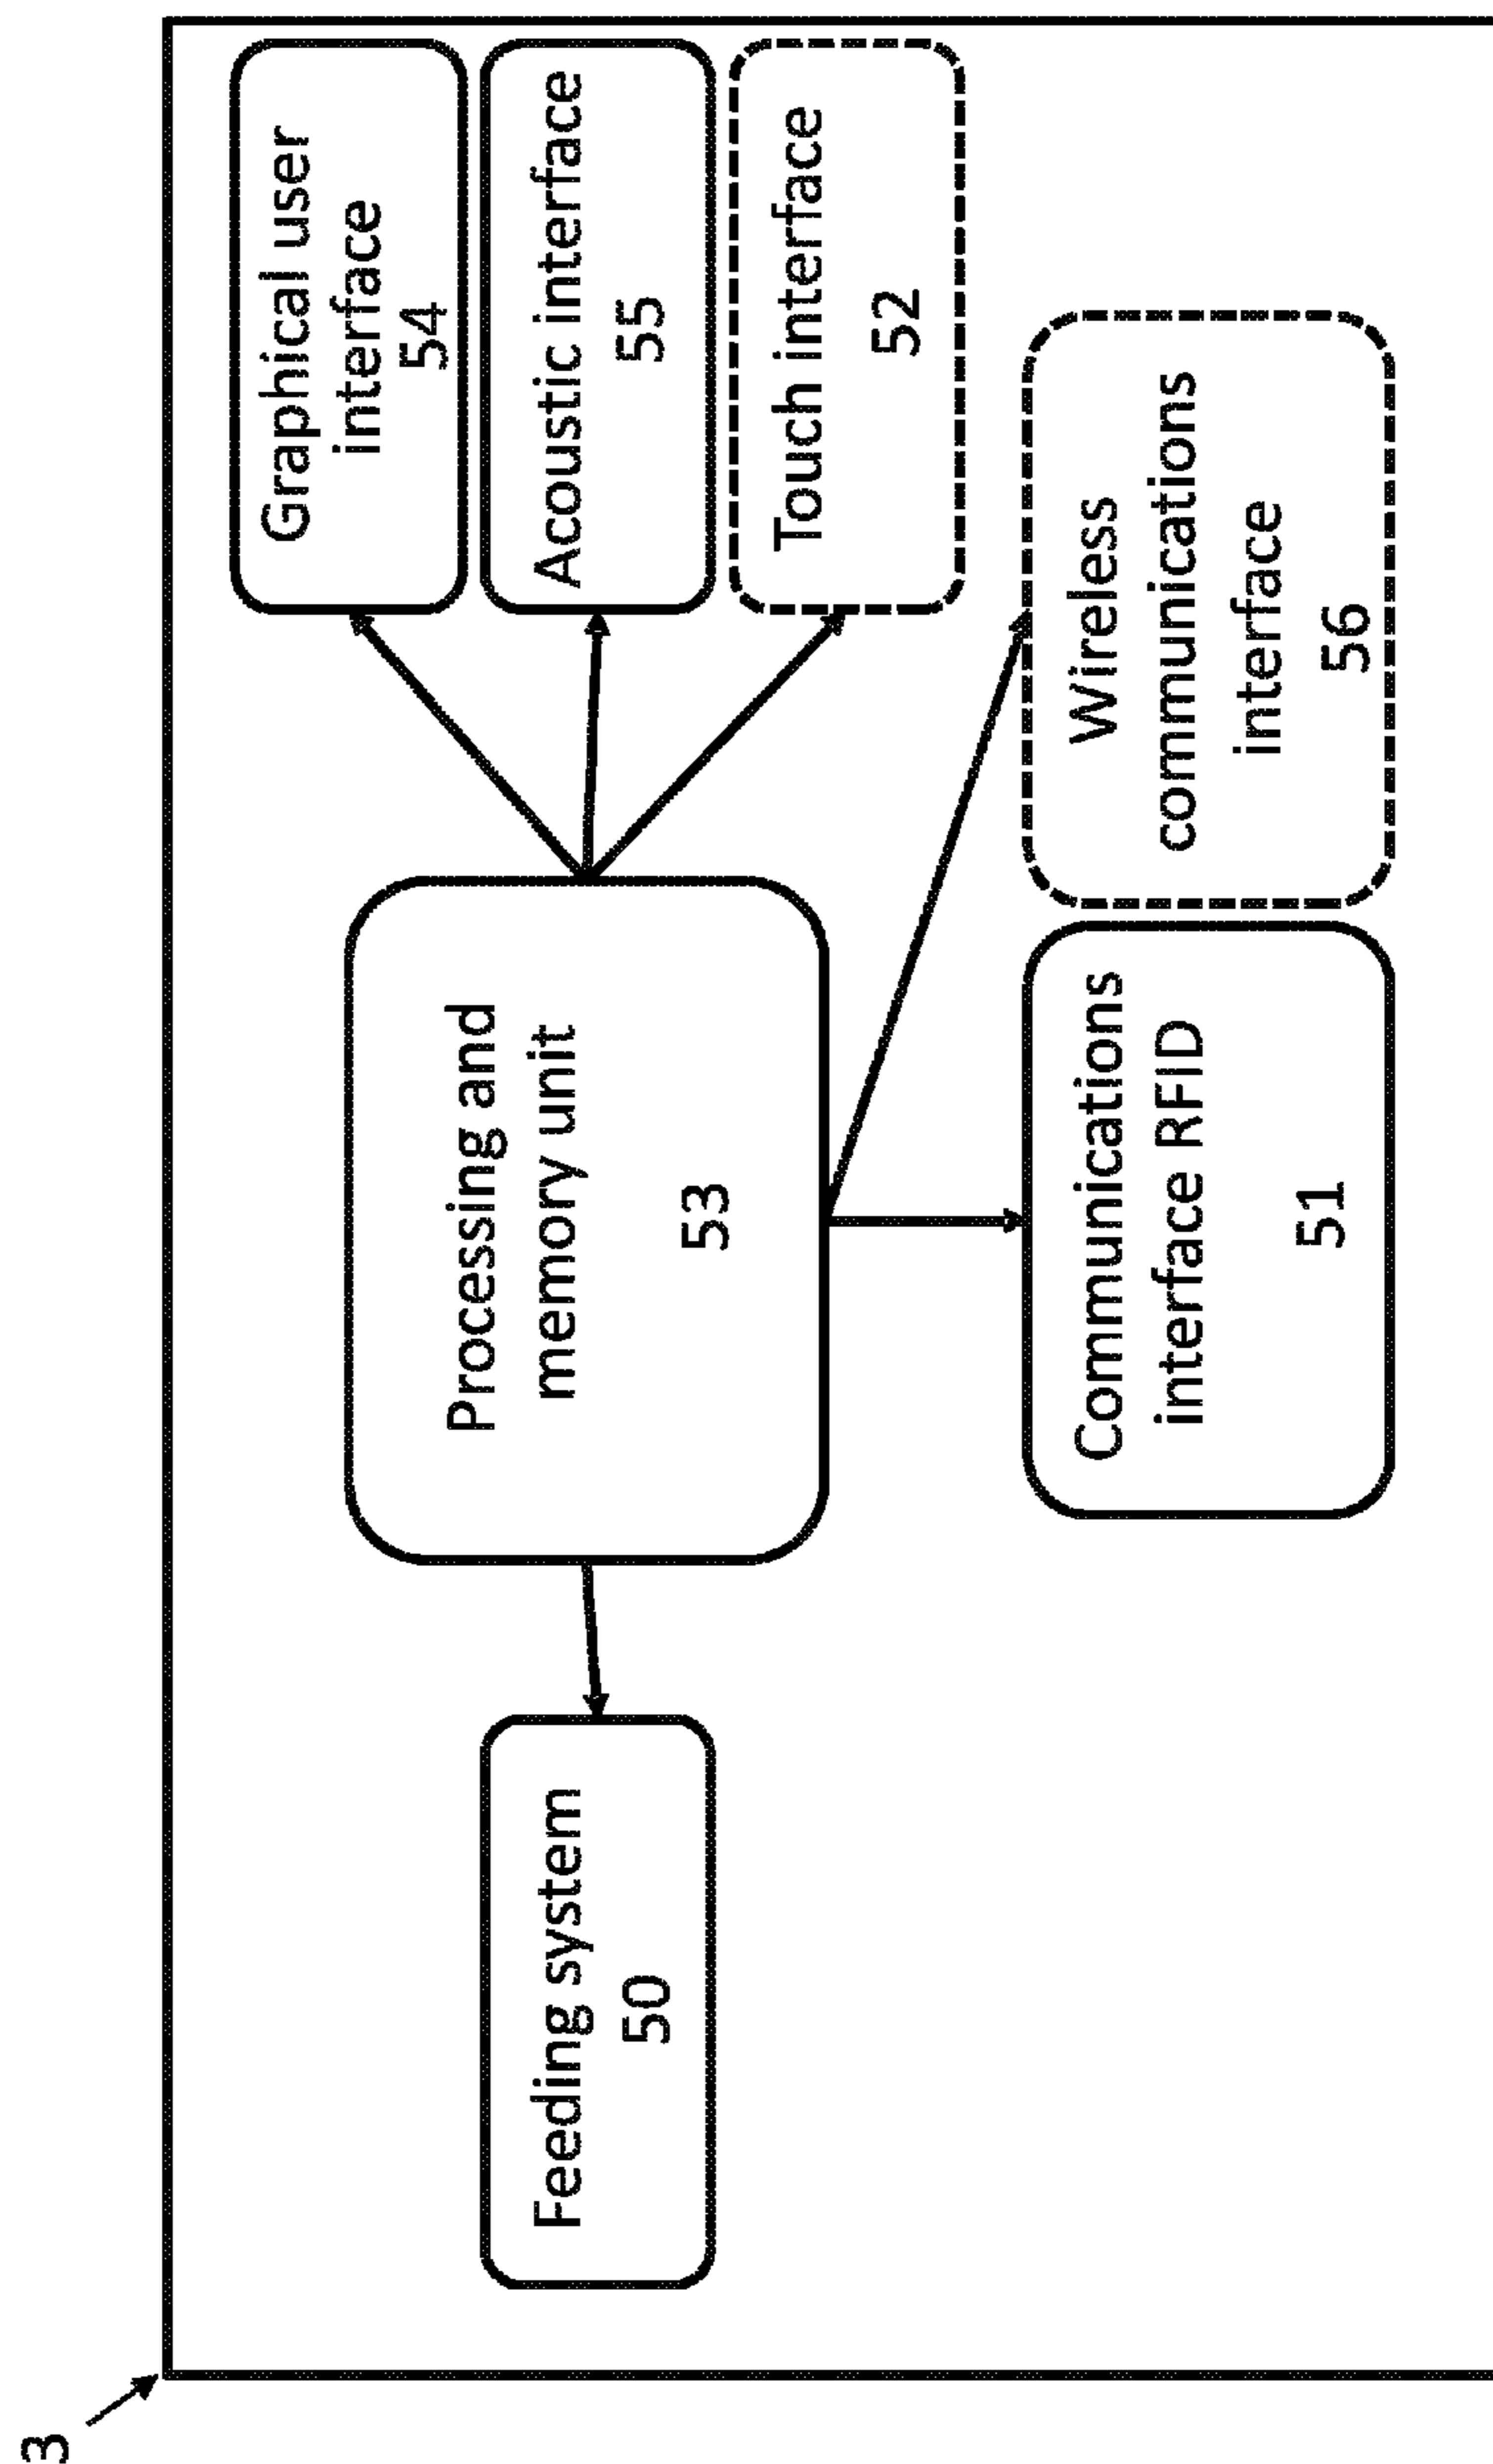 3
Feeding system
50
Processing and
memory unit
53
Graphical user
interface
54
Acoustic interface
55
Touch interface
52
Communications
interface RFID
51
Wireless
communications
interface
56